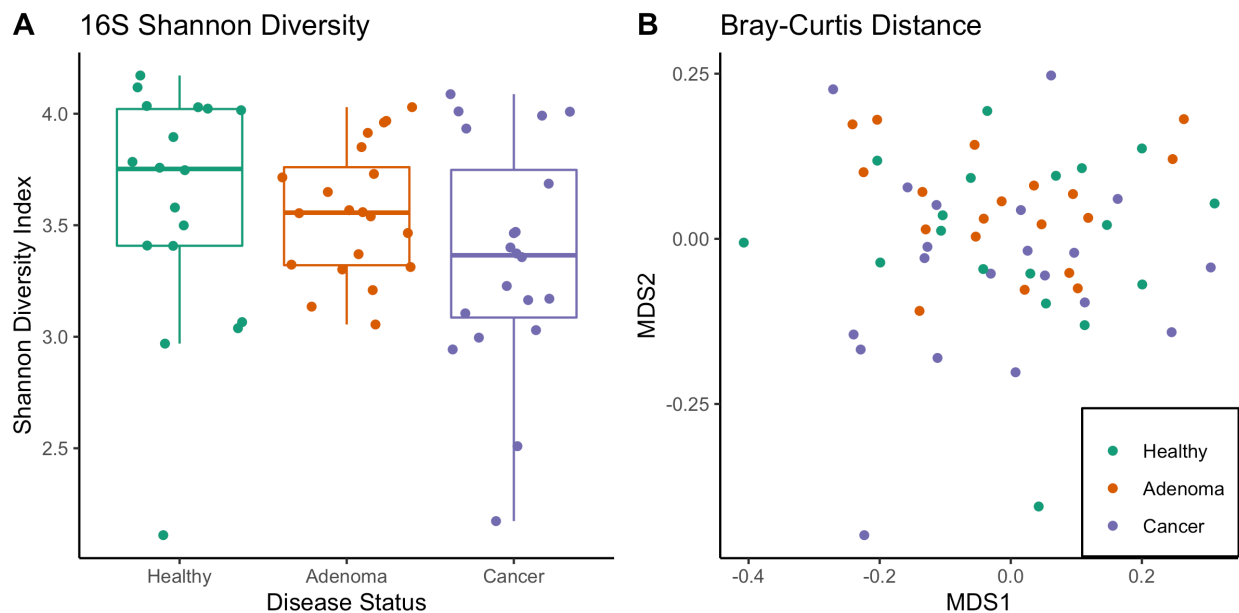 A 16S Shannon Diversity
Shannon Diversity Index
4.0
3.5
3.0
2.5
Healthy Adenoma Cancer
Disease Status
B Bray-Curtis Distance
MDS2
0.25
0.00
-0.25
-0.4 -0.2 0.0 0.2
MDS1
Healthy
Adenoma
Cancer